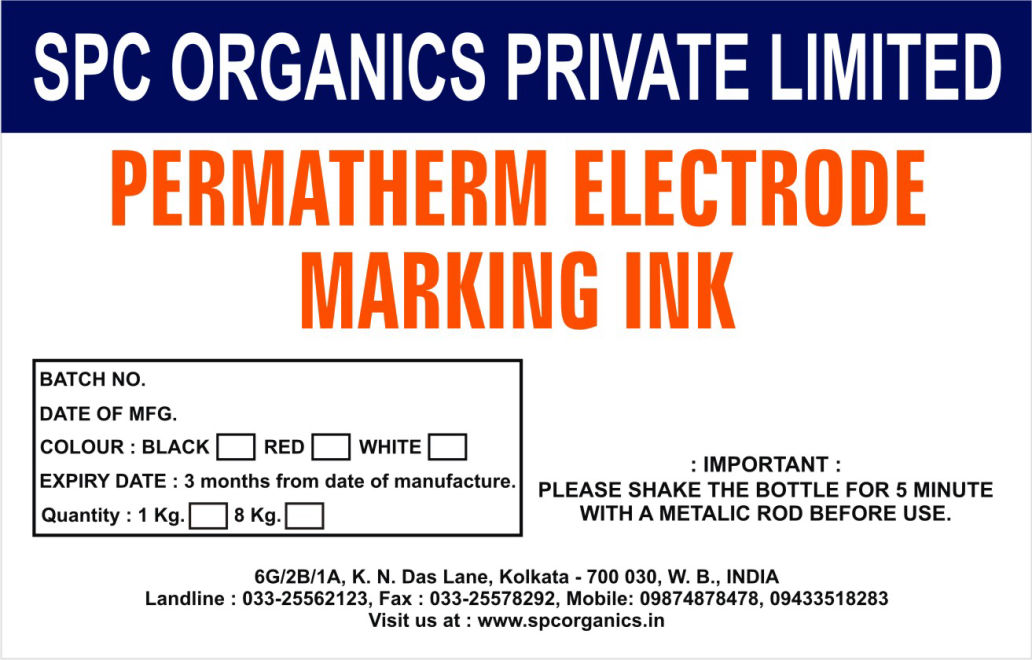 SPC ORGANICS PRIVATE LIMITED
PERMATHERM ELECTRODE
MARKING INK
BATCH NO.
DATE OF MFG.
COLOUR : BLACK RED WHITE
EXPIRY DATE : 3 months from date of manufacture.
Quantity : 1 Kg. 8 Kg.
: IMPORTANT :
PLEASE SHAKE THE BOTTLE FOR 5 MINUTE
WITH A METALIC ROD BEFORE USE.
6G/2B/1A, K. N. Das Lane, Kolkata - 700 030, W. B., INDIA
Landline : 033-25562123, Fax : 033-25578292, Mobile: 09874878478, 09433518283
Visit us at : www.spcorganics.in